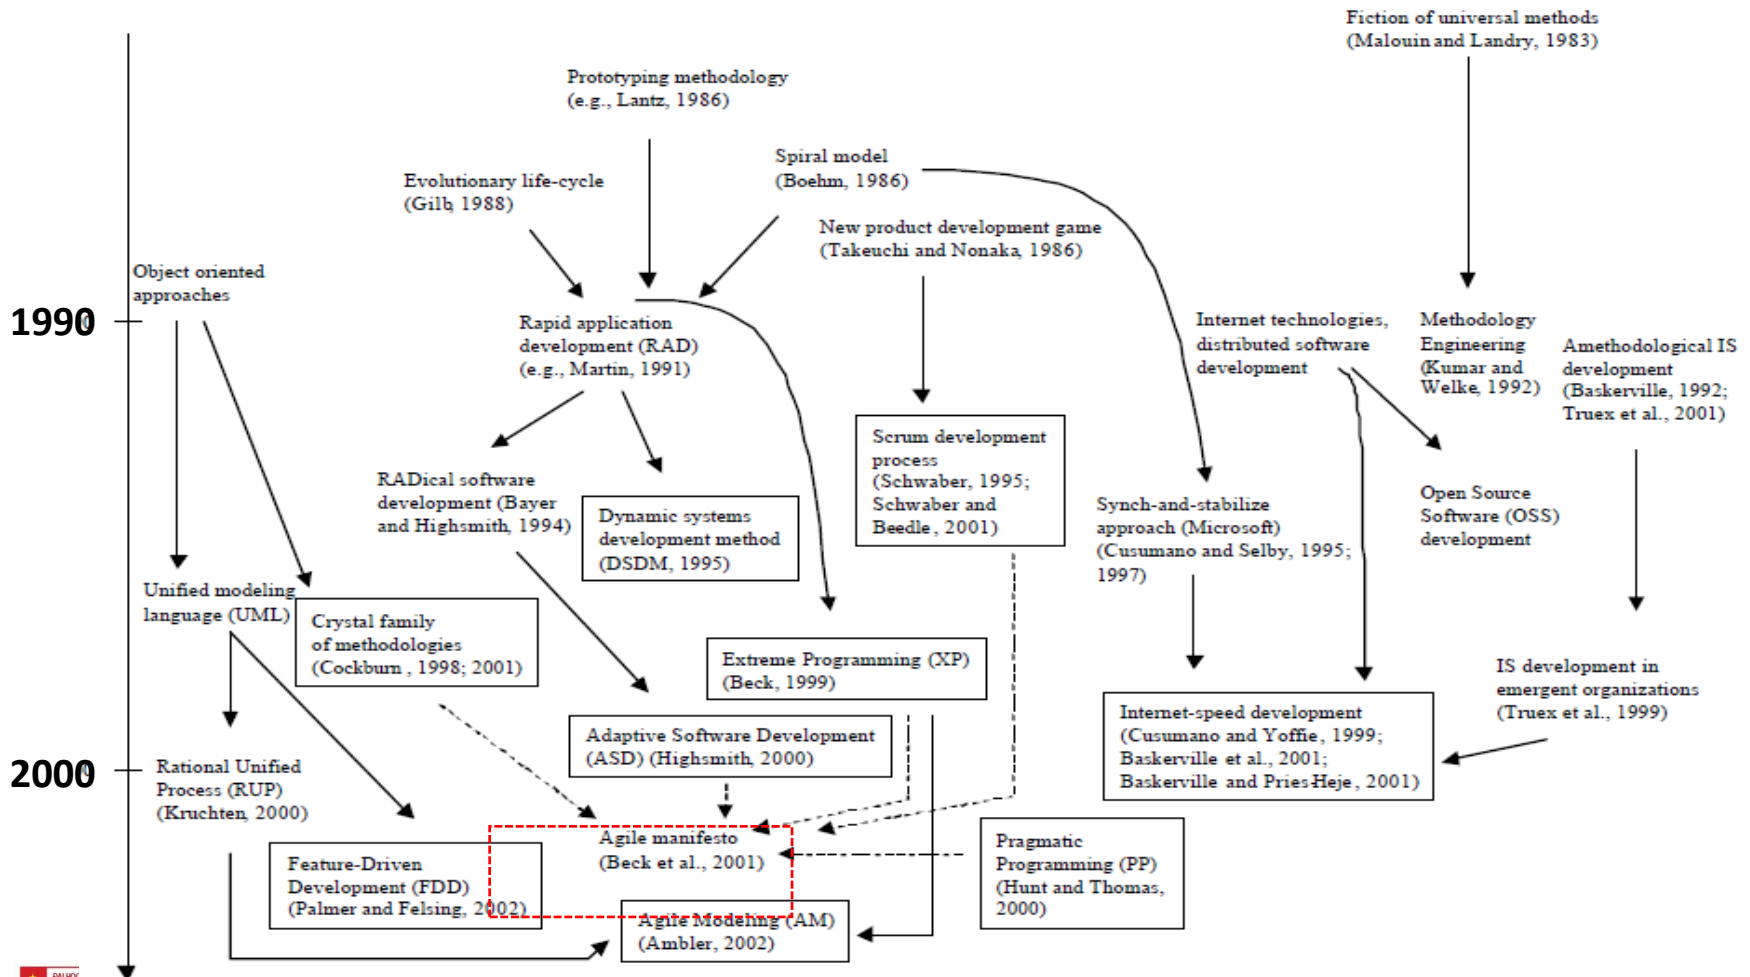 Fiction of universal methods
(Malouin and Landry, 1983)
Prototyping methodology
(e.g., Lantz, 1986)
Spiral model
(Boehm, 1986)
Evolutionary life-cycle
(Gilb, 1988)
New product development game
(Takeuchi and Nonaka, 1986)
Object oriented
approaches
1990
Rapid application
development (RAD)
(e.g., Martin, 1991)
Internet technologies,
distributed software
development
Methodology
Engineering
(Kumar and
Welke, 1992)
Amethodological IS
development
(Baskerville, 1992;
Truex et al., 2001)
Scrum development
process
(Schwaber, 1995;
Schwaber and
Beedle, 2001)
RADical software
development (Bayer
and Highsmith, 1994)
Dynamic systems
development method
(DSDM, 1995)
Synch-and-stabilize
approach (Microsoft)
(Cusumano and Selby, 1995;
1997)
Open Source
Software (OSS)
development
Unified modeling
language (UML)
Crystal family
of methodologies
(Cockburn, 1998; 2001)
Extreme Programming (XP)
(Beck, 1999)
IS development in
emergent organizations
(Truex et al., 1999)
Adaptive Software Development
(ASD) (Highsmith, 2000)
Internet-speed development
(Cusumano and Yoffie, 1999;
Baskerville et al., 2001;
Baskerville and Pries-Heje, 2001)
2000
Rational Unified
Process (RUP)
(Kruchten, 2000)
Agile manifesto
(Beck et al., 2001)
Pragmatic
Programming (PP)
(Hunt and Thomas,
2000)
Feature-Driven
Development (FDD)
(Palmer and Felsing, 2002)
Agile Modeling (AM)
(Ambler, 2002)